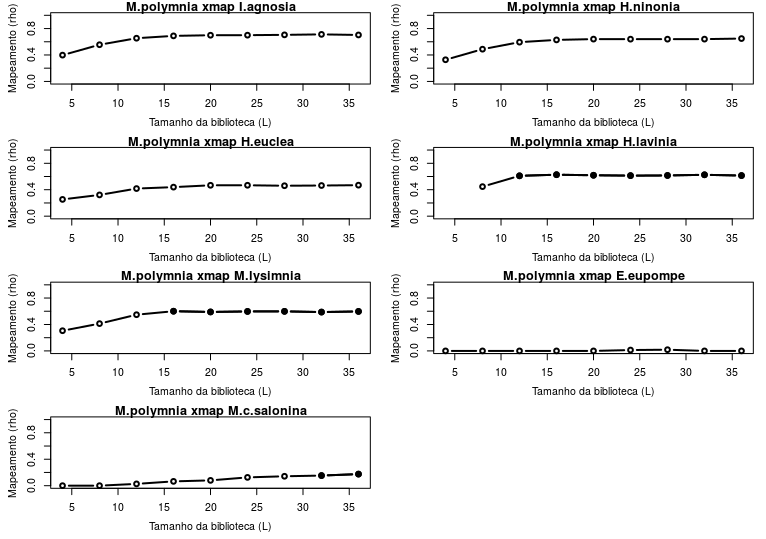 M.polymnia xmap I.agnosia
Mapeamento (rho)
0.0 0.4 0.8
5 10 15 20 25 30 35
Tamanho da biblioteca (L)
M.polymnia xmap H.ninonia
Mapeamento (rho)
0.0 0.4 0.8
5 10 15 20 25 30 35
Tamanho da biblioteca (L)
M.polymnia xmap H.euclea
Mapeamento (rho)
0.0 0.4 0.8
5 10 15 20 25 30 35
Tamanho da biblioteca (L)
M.polymnia xmap H.lavinia
Mapeamento (rho)
0.0 0.4 0.8
5 10 15 20 25 30 35
Tamanho da biblioteca (L)
M.polymnia xmap M.lysimnia
Mapeamento (rho)
0.0 0.4 0.8
5 10 15 20 25 30 35
Tamanho da biblioteca (L)
M.polymnia xmap E.eupompe
Mapeamento (rho)
0.0 0.4 0.8
5 10 15 20 25 30 35
Tamanho da biblioteca (L)
M.polymnia xmap M.c.salonina
Mapeamento (rho)
0.0 0.4 0.8
5 10 15 20 25 30 35
Tamanho da biblioteca (L)